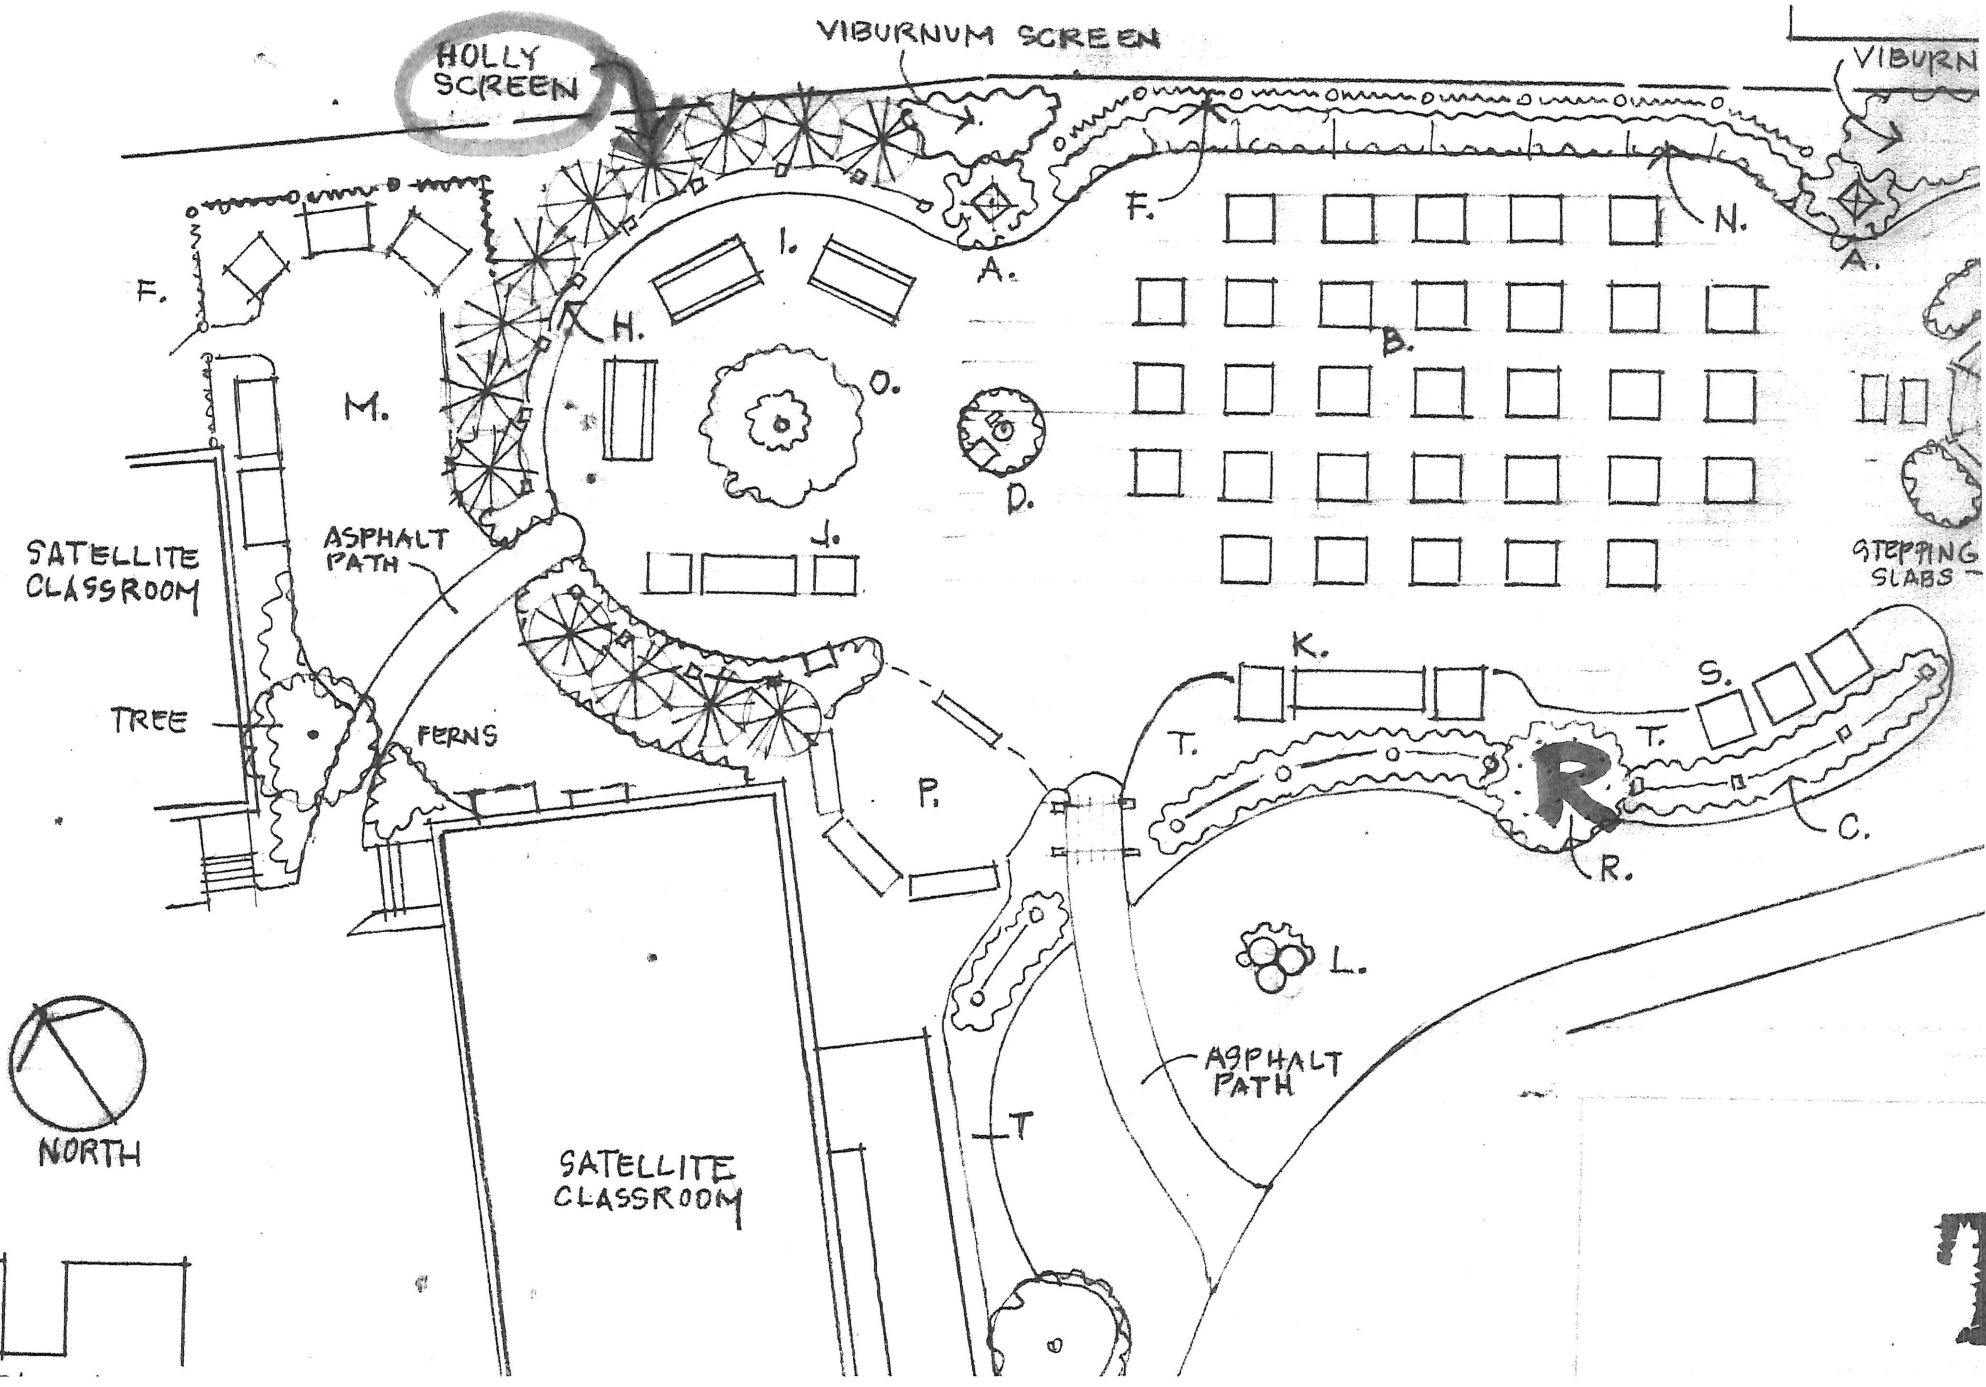 VIBURNUM SCREEN
HOLLY
SCREEN
VIBURN
F.
N.
A.
A.
I.
F.
H.
B.
O.
M.
D.
ASPHALT
PATH
J.
SATELLITE
CLASSROOM
STEPPING
SLABS
K.
S.
TREE
FERNS
T.
T.
R
P.
C.
R.
L.
ASPHALT
PATH
NORTH
T
SATELLITE
CLASSROOM